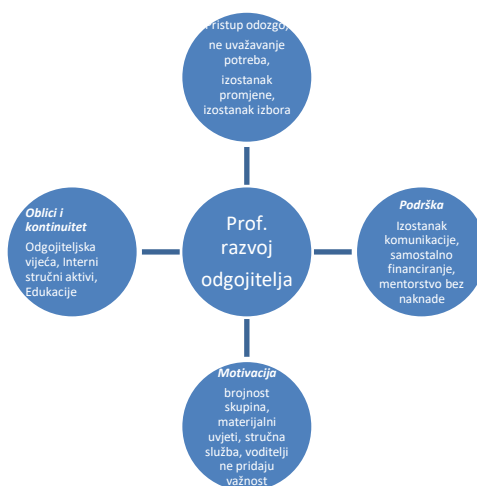 Pristup odozgo,
ne uvažavanje
potreba,
izostanak
promjene,
izostanak izbora
Oblici i
kontinuitet
Odgojiteljska
vijeća, Interni
stručni aktivi,
Edukacije
Prof.
razvoj
odgojitelja
Podrška
Izostanak
komunikacije,
samostalno
financiranje,
mentorstvo bez
naknade
Motivacija
brojnost
skupina,
materijalni
uvjeti, stručna
služba, voditelji
ne pridaju
važnost